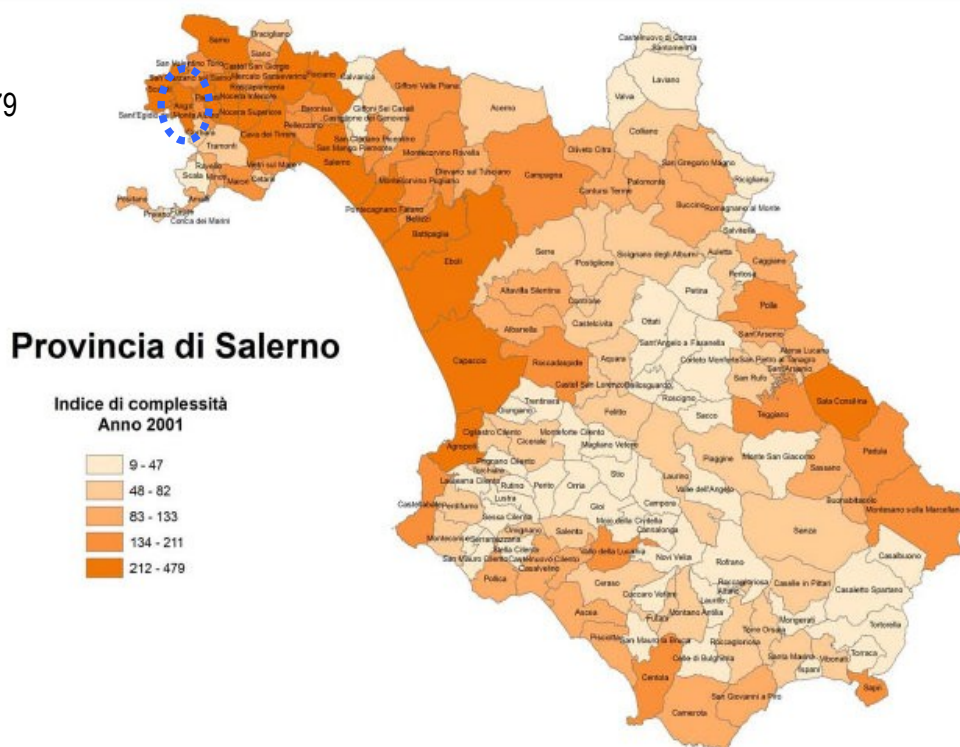 79
Bracigliano
Castelnuovo di Conza
Santomenna
Sarno
Siano
Laviano
San Valentino Torio
Castel San Giorgio
Calvanico
Valva
Mercato Sanseverino
Fisciano
Giffoni Valle Piana
Acerno
Roccapiemonte
Nocera Inferiore
Baronissi
Giffoni Sei Casali
Castiglione dei Genovesi
Colliano
Angri
Sant'Egidio
Nocera Superiore
Pellezzano
San Cipriano Picentino
Cava dei Tirreni
San Mango Piemonte
Montecorvino Rovella
Oliveto Citra
San Gregorio Magno
Tramonti
Salerno
Olevano sul Tusciano
Campagna
Contursi Terme
Palomonte
Ricigliano
Ravello
Vietri sul Mare
Scala
Minori
Maiori
Cetara
Montecorvino Pugliano
Buccino
Romagnano al Monte
Positano
Amalfi
Praiano
Furore
Conca dei Marini
Pontecagnano Faiano
Bellizzi
Salvitelle
Battipaglia
Eboli
Serre
Postiglione
Sicignano degli Alburni
Auletta
Caggiano
Pertosa
Altavilla Silentina
Controne
Petina
Polla
Provincia di Salerno
Albanella
Castelcivita
Ottati
Sant'Angelo a Fasanella
Sant'Arsenio
Capaccio
Roccadaspide
Aquara
Corleto Monforte
San Pietro al Tanagro
Atena Lucano
Sant'Arsenio
Castel San Lorenzo
Bellosguardo
San Rufo
Indice di complessità
Anno 2001
Trentinara
Giungano
Roscigno
Sacco
Teggiano
Sala Consilina
Felitto
Agropoli
Ogliastro Cilento
Cicerale
Monteforte Cilento
Magliano Vetere
Piaggine
Monte San Giacomo
Padula
9 - 47
48 - 82
83 - 133
134 - 211
212 - 479
Prignano Cilento
Torchiara
Laureana Cilento
Rutino
Perito
Orria
Stio
Laurino
Valle dell'Angelo
Sassano
Buonabitacolo
Montesano sulla Marcellana
Castellabate
Perdifumo
Lustra
Sessa Cilento
Gioi
Campora
Sanza
Montecorice
Serramezzana
Omignano
Salento
Moio della Civitella
Cannalonga
Stella Cilento
San Mauro Cilento
Castelnuovo Cilento
Casalvelino
Vallo della Lucania
Novi Velia
Rofrano
Casalbuono
Pollica
Ceraso
Cuccaro Vetere
Roccagloriosa
Alfano
Laurito
Caselle in Pittari
Casaletto Spartano
Ascea
Futani
Montano Antilia
Morigerati
Tortorella
Pisciotta
San Mauro la Bruca
Roccagloriosa
Torre Orsaia
Celle di Bulgheria
Santa Marina
Vibonati
Torraca
Ispani
Centola
Camerota
San Giovanni a Piro
Sapri